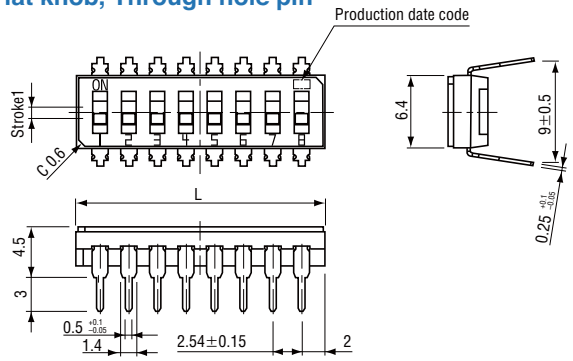 lat knob, Through hole pin
Production date code
ON
Stroke1
1 2 3 4 5 6 7 8
C 0.6
6.4
9±0.5
0.25 +0.1 -0.05
L
4.5
3
0.5 +0.1 -0.05
1.4
2.54±0.15
2